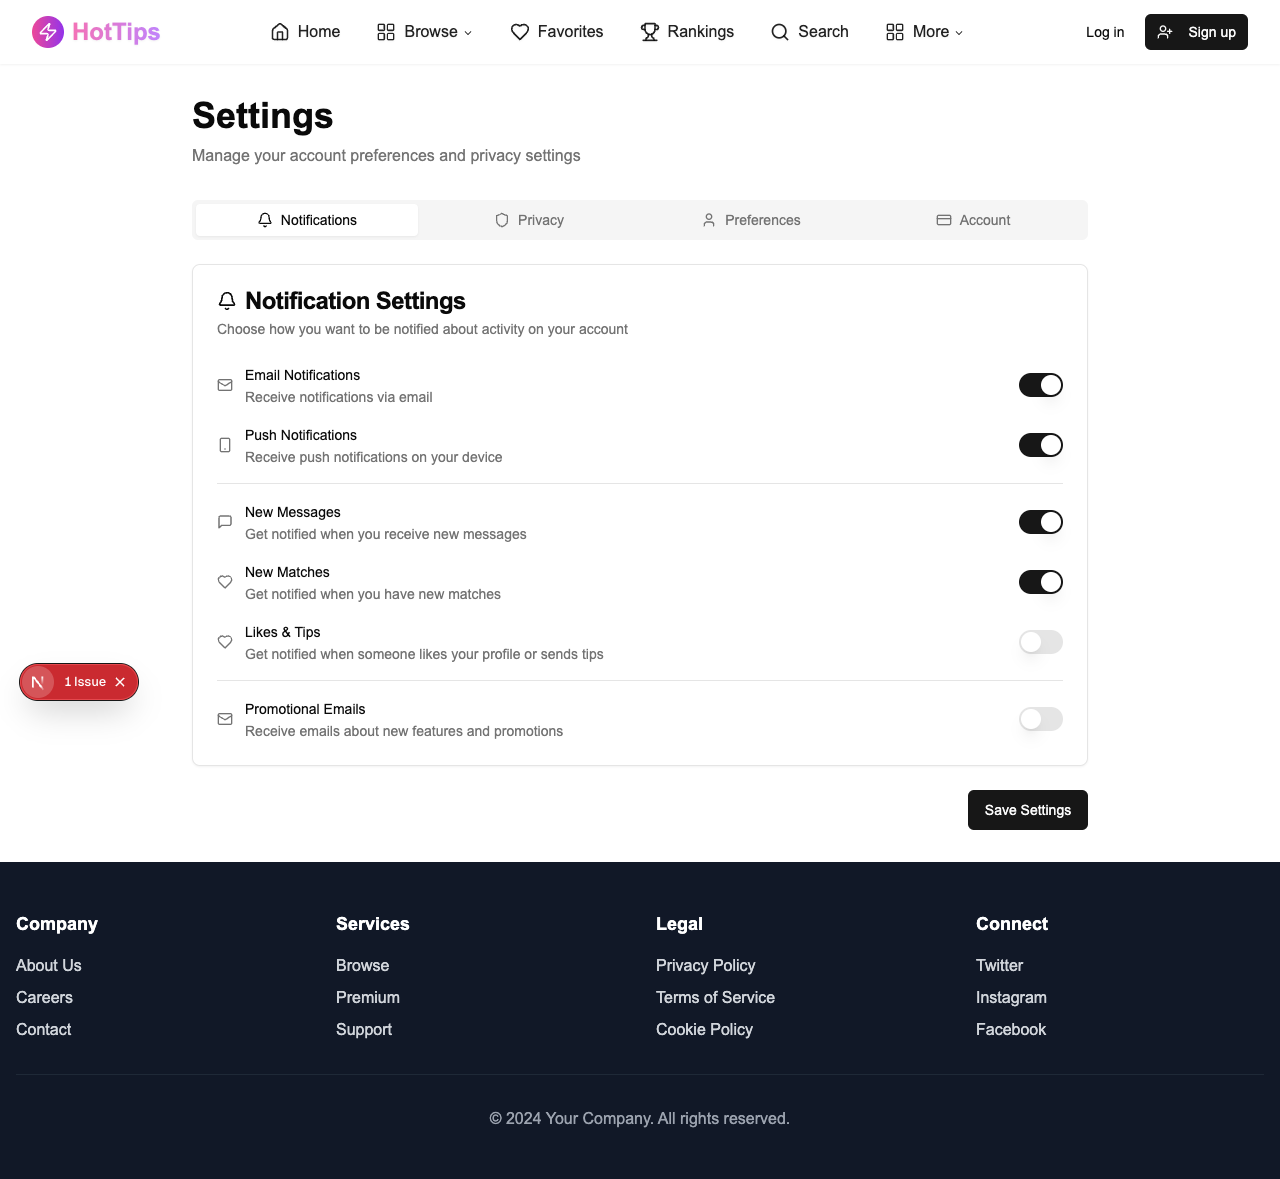 HotTips
Home
Browse
Favorites
Rankings
Search
More
Log in
Sign up
Settings
Manage your account preferences and privacy settings
Notifications
Privacy
Preferences
Account
Notification Settings
Choose how you want to be notified about activity on your account
Email Notifications
Receive notifications via email
Push Notifications
Receive push notifications on your device
New Messages
Get notified when you receive new messages
New Matches
Get notified when you have new matches
Likes & Tips
Get notified when someone likes your profile or sends tips
N 1 Issue
Promotional Emails
Receive emails about new features and promotions
Save Settings
Company
About Us
Careers
Contact
Services
Browse
Premium
Support
Legal
Privacy Policy
Terms of Service
Cookie Policy
Connect
Twitter
Instagram
Facebook
© 2024 Your Company. All rights reserved.